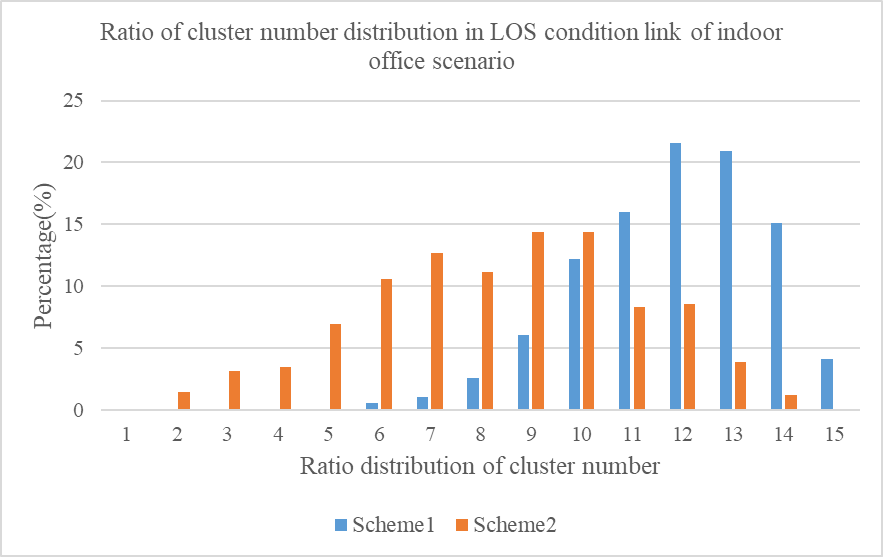 Ratio of cluster number distribution in LOS condition link of indoor
office scenario
25
20
15
10
5
0
Percentage(%)
1 2 3 4 5 6 7 8 9 10 11 12 13 14 15
Ratio distribution of cluster number
Scheme1 Scheme2